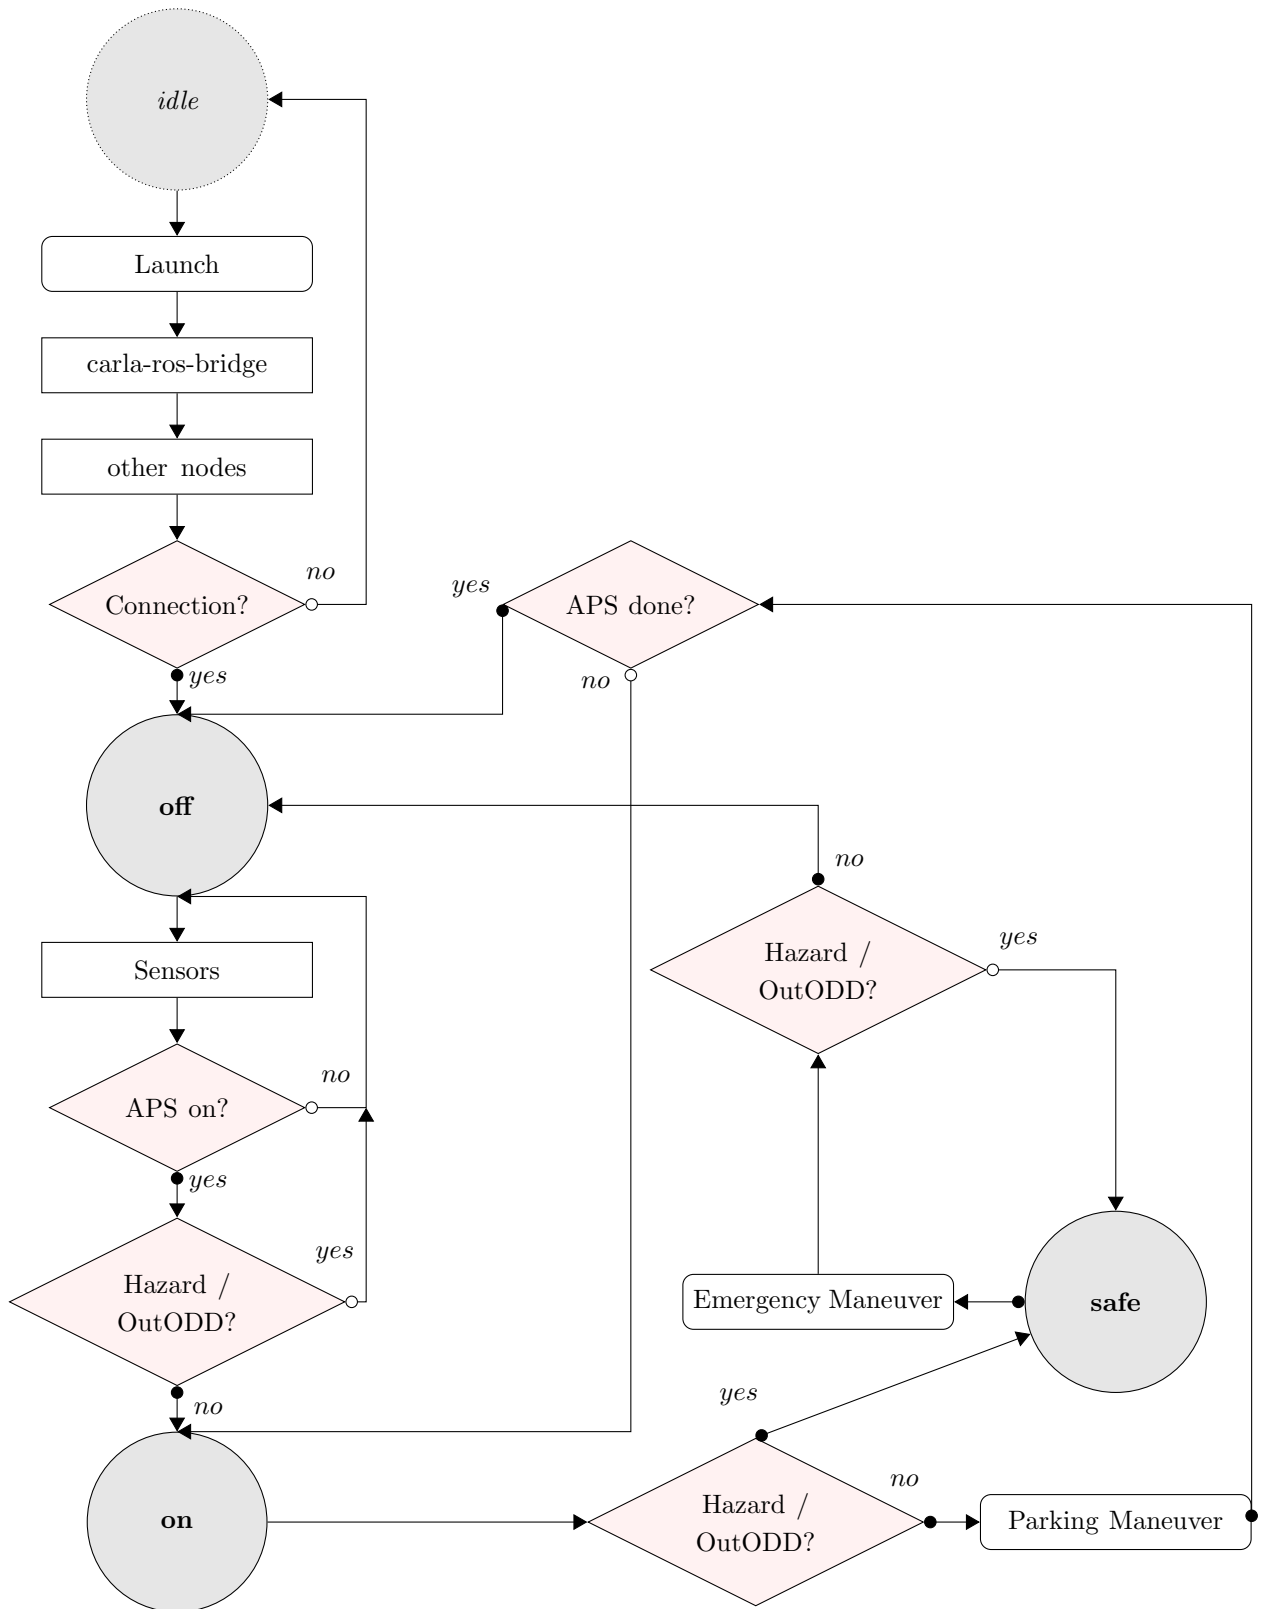 idle
Launch
carla-ros-bridge
other nodes
no
Connection?
yes
APS done?
yes
no
off
no
Hazard /
OutODD?
yes
Sensors
no
APS on?
yes
yes
Hazard /
OutODD?
no
Emergency Maneuver
safe
yes
on
Hazard /
OutODD?
no
Parking Maneuver